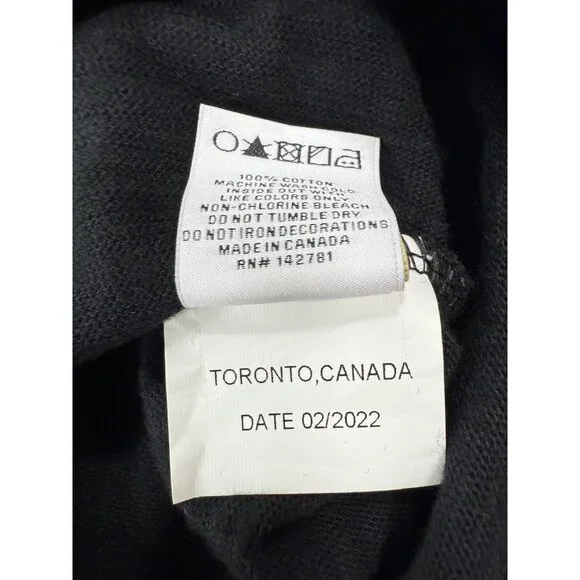 100% COTTON
MACHINE WASH COLD
INSIDE OUT WITH
LIKE COLORS ONLY
NON-CHLORINE BLEACH
DO NOT TUMBLE DRY
DO NOT IRON DECORATIONS
MADE IN CANADA
RN# 142781
TORONTO,CANADA
DATE 02/2022